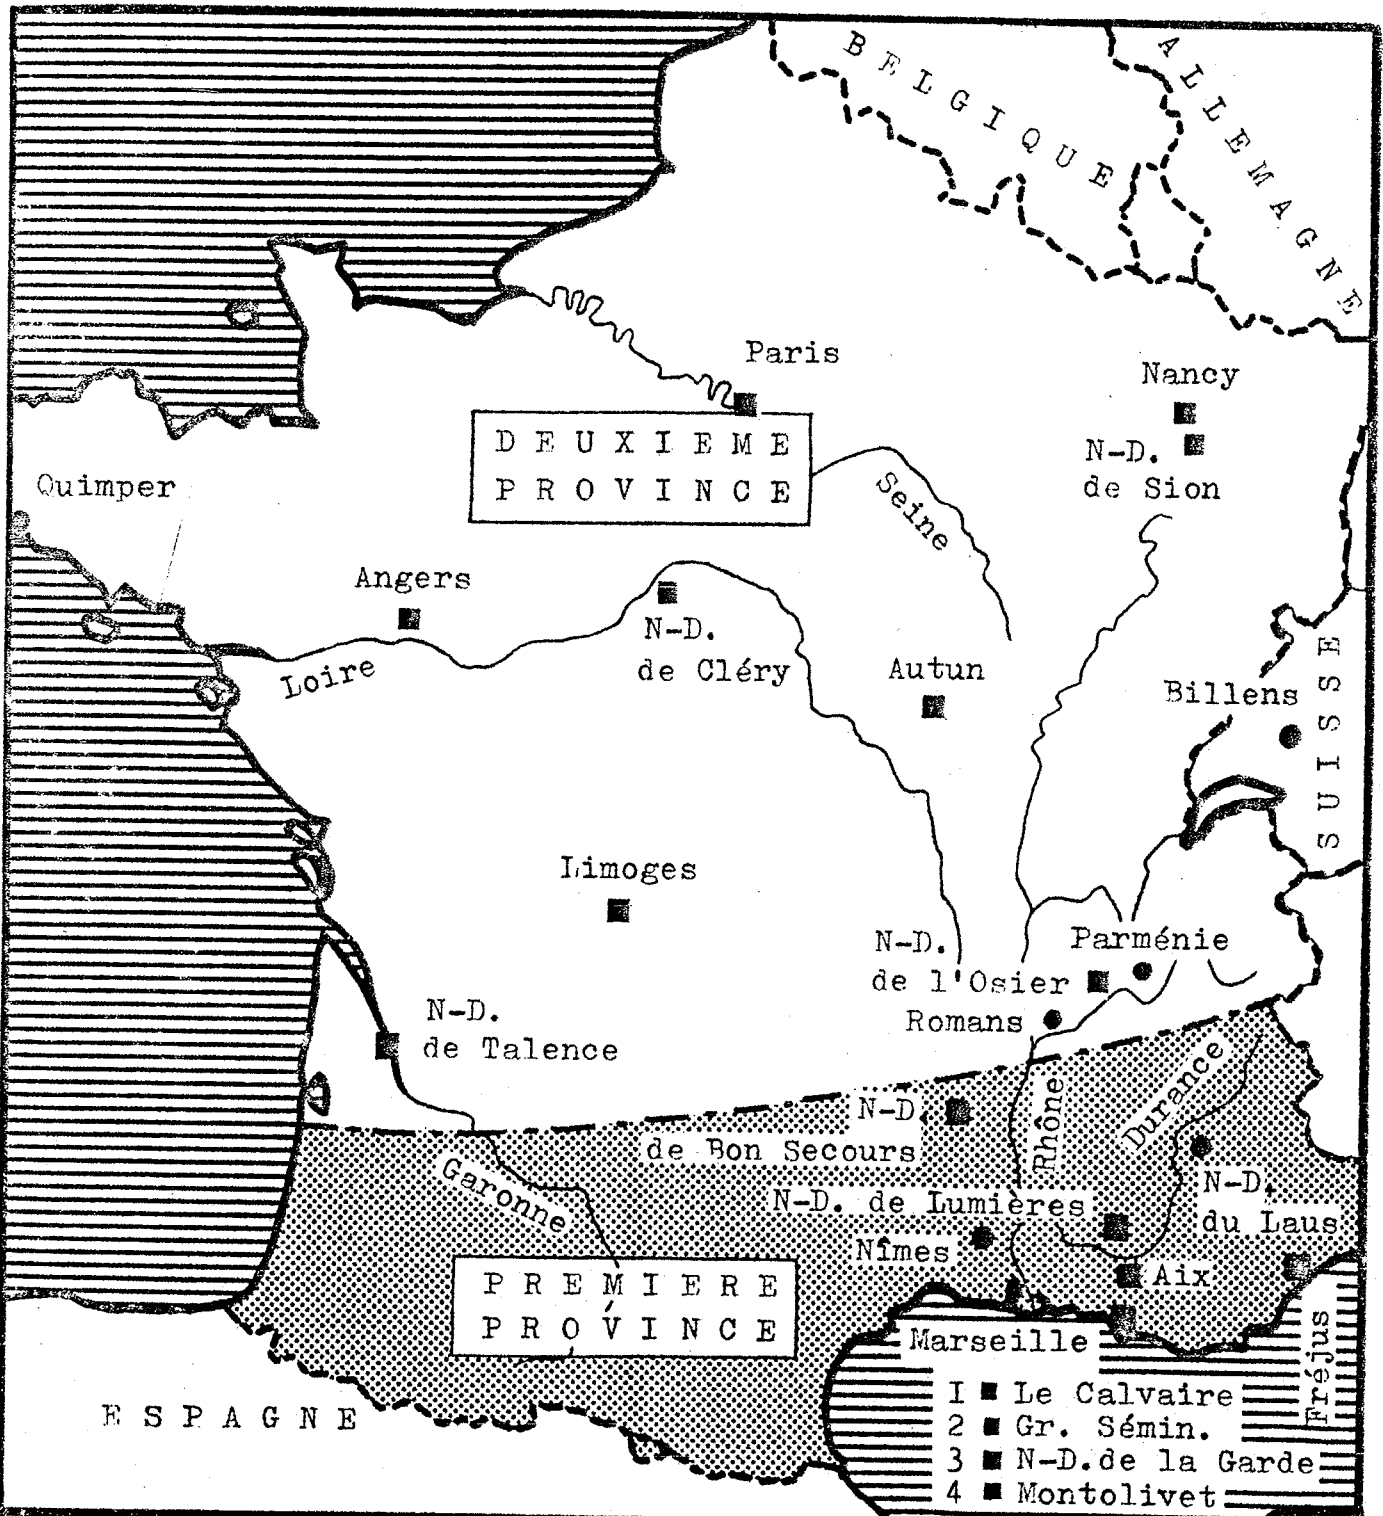 BELGIQUE
ALLEMAGNE
Paris
Nancy
DEUXIEME
PROVINCE
N-D.
de Sion
Quimper
Seine
Angers
N-D.
de Cléry
Loire
Autun
Billens
SUISSE
Limoges
N-D.
de l'Osier
Parménie
Romans
N-D.
de Talence
N-D.
de Bon Secours
Rhône
Durance
Garonne
N-D. de Lumières
N-D.
du Laus
Nîmes
Aix
PREMIERE
PROVINCE
Marseille
1 Le Calvaire
2 Gr. Sémin.
3 N-D.de la Garde
4 Montolivet
Fréjus
ESPAGNE